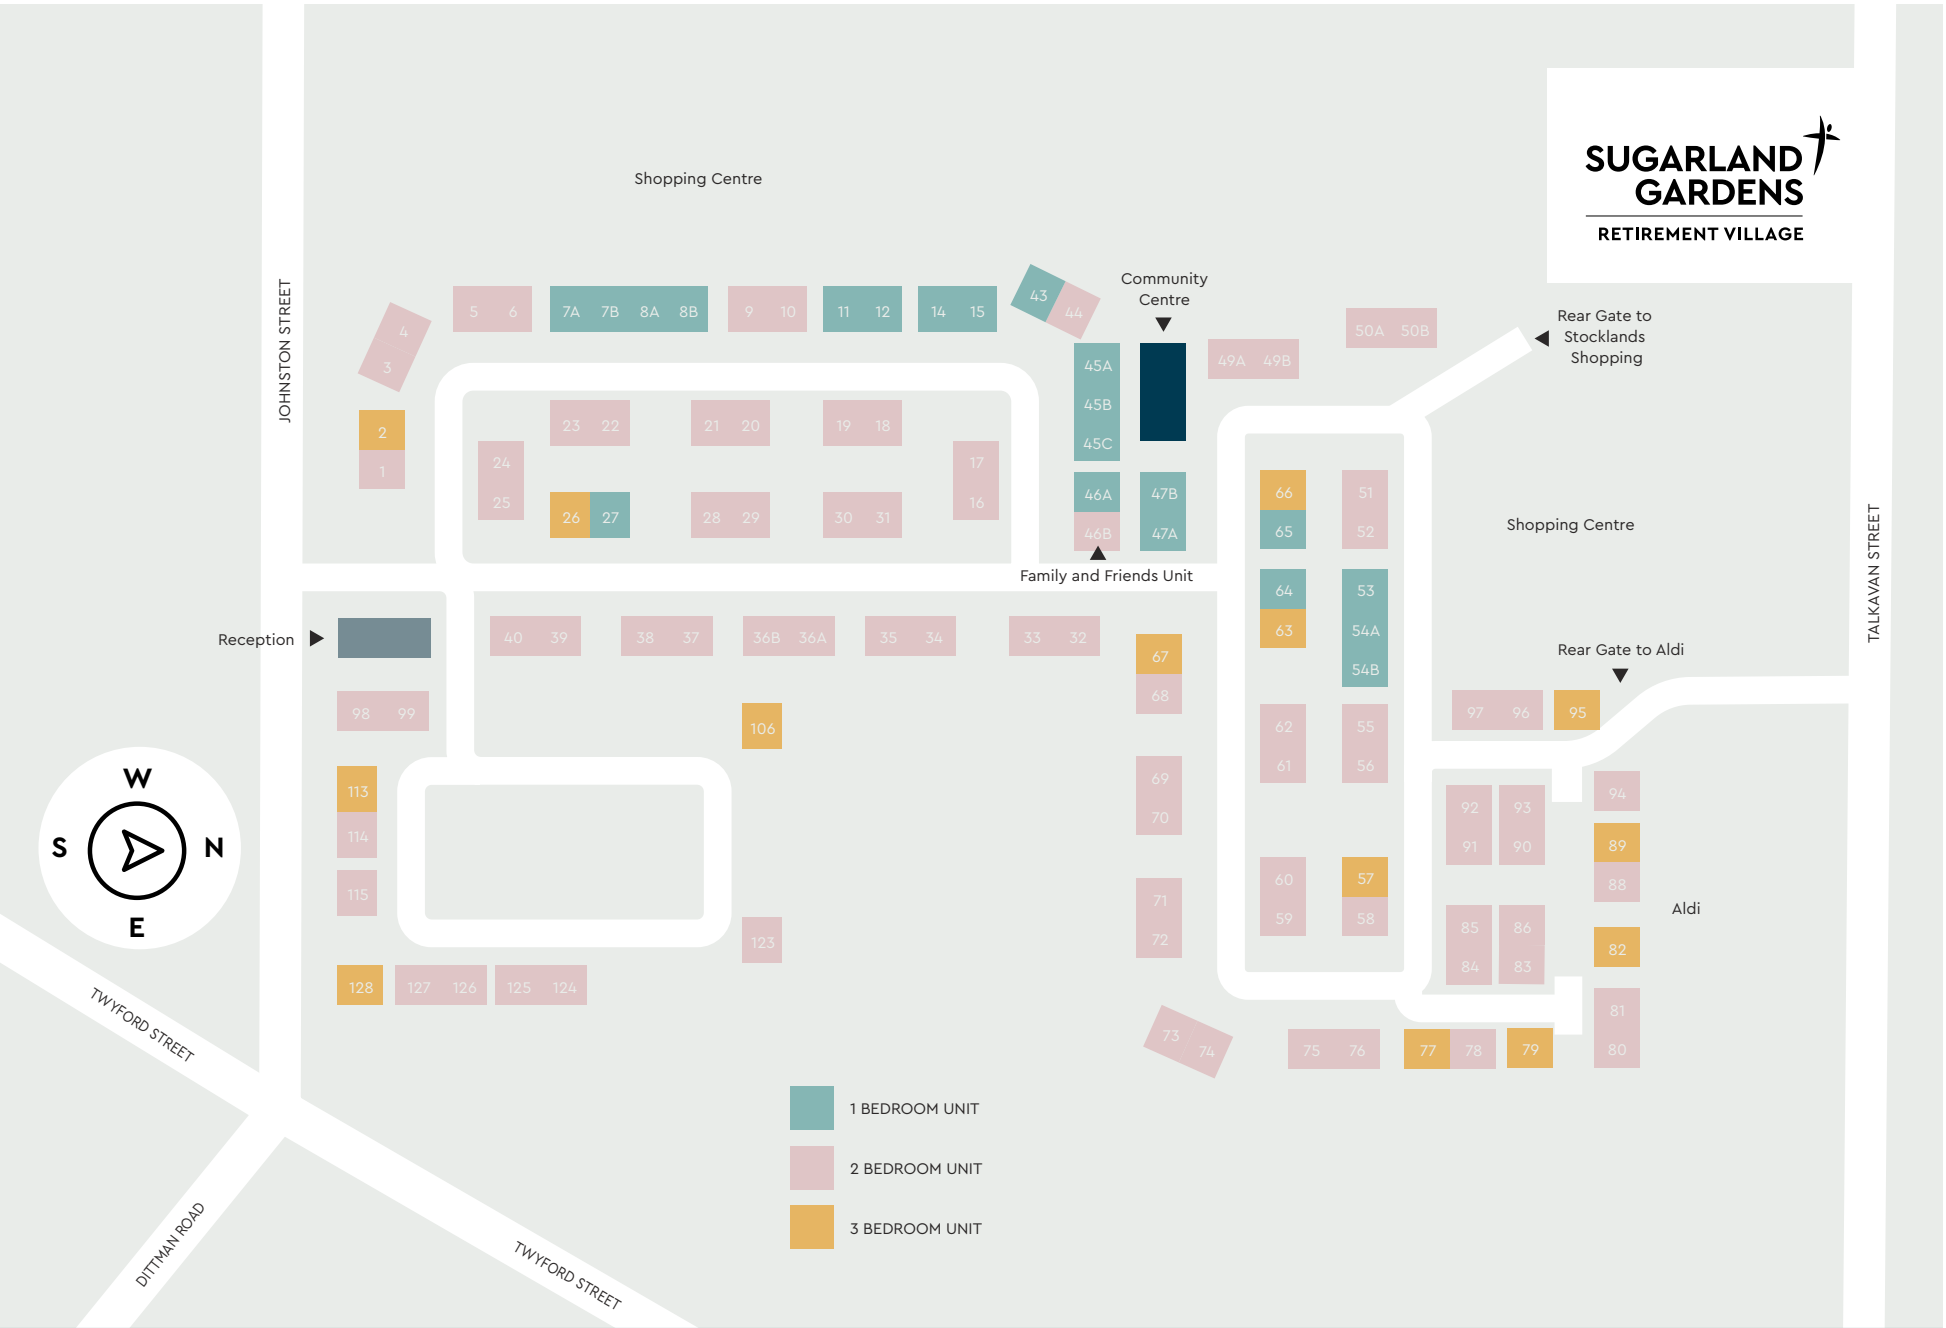 SUGARLAND
GARDENS
RETIREMENT VILLAGE
Shopping Centre
Community
Centre
Rear Gate to
Stocklands
Shopping
JOHNSTON STREET
4
3
5 6
7A 7B 8A 8B
9 10
11 12
14 15
43
44
45A
45B
45C
49A 49B
50A 50B
2
1
23 22
21 20
19 18
24
25
17
16
26 27
28 29
30 31
46A
46B
47B
47A
66
65
51
52
Shopping Centre
TALKAVAN STREET
Family and Friends Unit
64
63
53
54A
54B
Reception
40 39
38 37
36B 36A
35 34
33 32
67
68
Rear Gate to Aldi
98 99
106
62
61
55
56
97 96
95
W
S N
E
113
114
115
69
70
92
91
93
90
94
89
88
60
59
57
58
71
72
85
84
86
83
82
Aldi
123
128
127 126
125 124
73
74
75 76
77 78
79
81
80
TWYFORD STREET
1 BEDROOM UNIT
2 BEDROOM UNIT
3 BEDROOM UNIT
DITTMAN ROAD
TWYFORD STREET